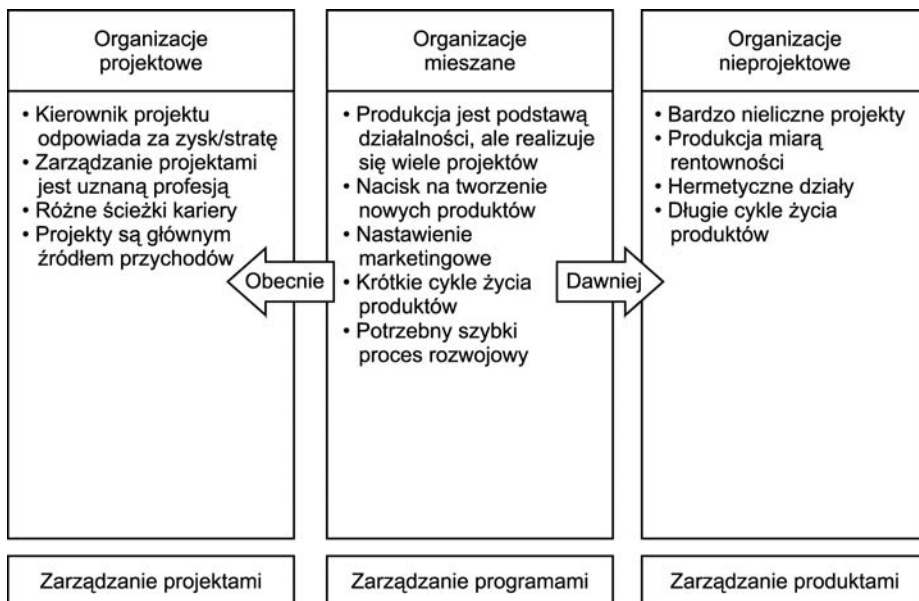 Organizacje
projektowe
• Kierownik projektu
odpowiada za zysk/stratę
• Zarządzanie projektami
jest uznaną profesją
• Różne ścieżki kariery
• Projekty są głównym
źródłem przychodów
Obecnie
Zarządzanie projektami
Organizacje
mieszane
• Produkcja jest podstawą
działalności, ale realizuje
się wiele projektów
• Nacisk na tworzenie
nowych produktów
• Nastawienie
marketingowe
• Krótkie cykle życia
produktów
• Potrzebny szybki
proces rozwojowy
Dawniej
Zarządzanie programami
Organizacje
nieprojektowe
• Bardzo nieliczne projekty
• Produkcja miarą
rentowności
• Hermetyczne działy
• Długie cykle życia
produktów
Zarządzanie produktami